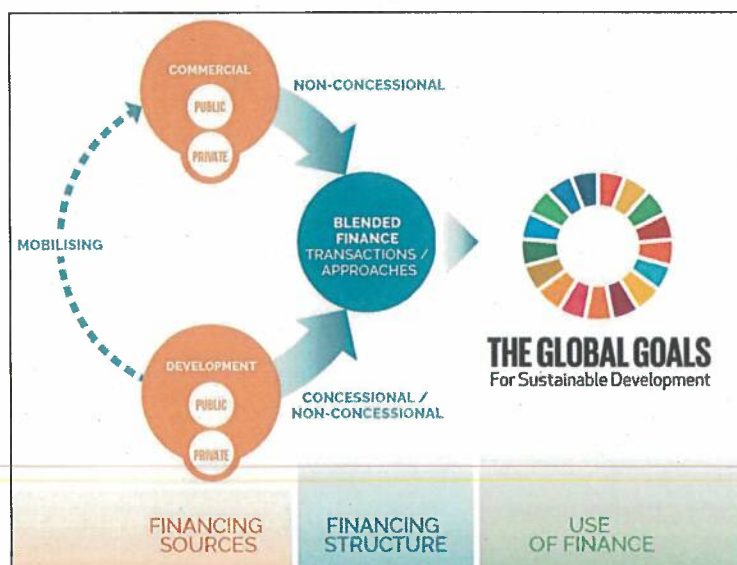 COMMERCIAL
PUBLIC
PRIVATE
NON-CONCESSIONAL
MOBILISING
BLENDED
FINANCE
TRANSACTIONS /
APPROACHES
DEVELOPMENT
PUBLIC
PRIVATE
CONCESSIONAL /
NON-CONCESSIONAL
THE GLOBAL GOALS
For Sustainable Development
FINANCING
SOURCES
FINANCING
STRUCTURE
USE
OF FINANCE